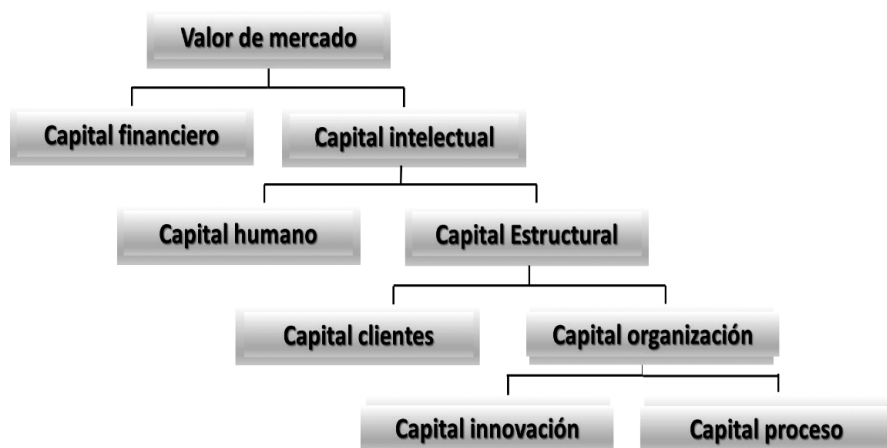 Valor de mercado
Capital financiero
Capital intelectual
Capital humano
Capital Estructural
Capital clientes
Capital organización
Capital innovación
Capital proceso